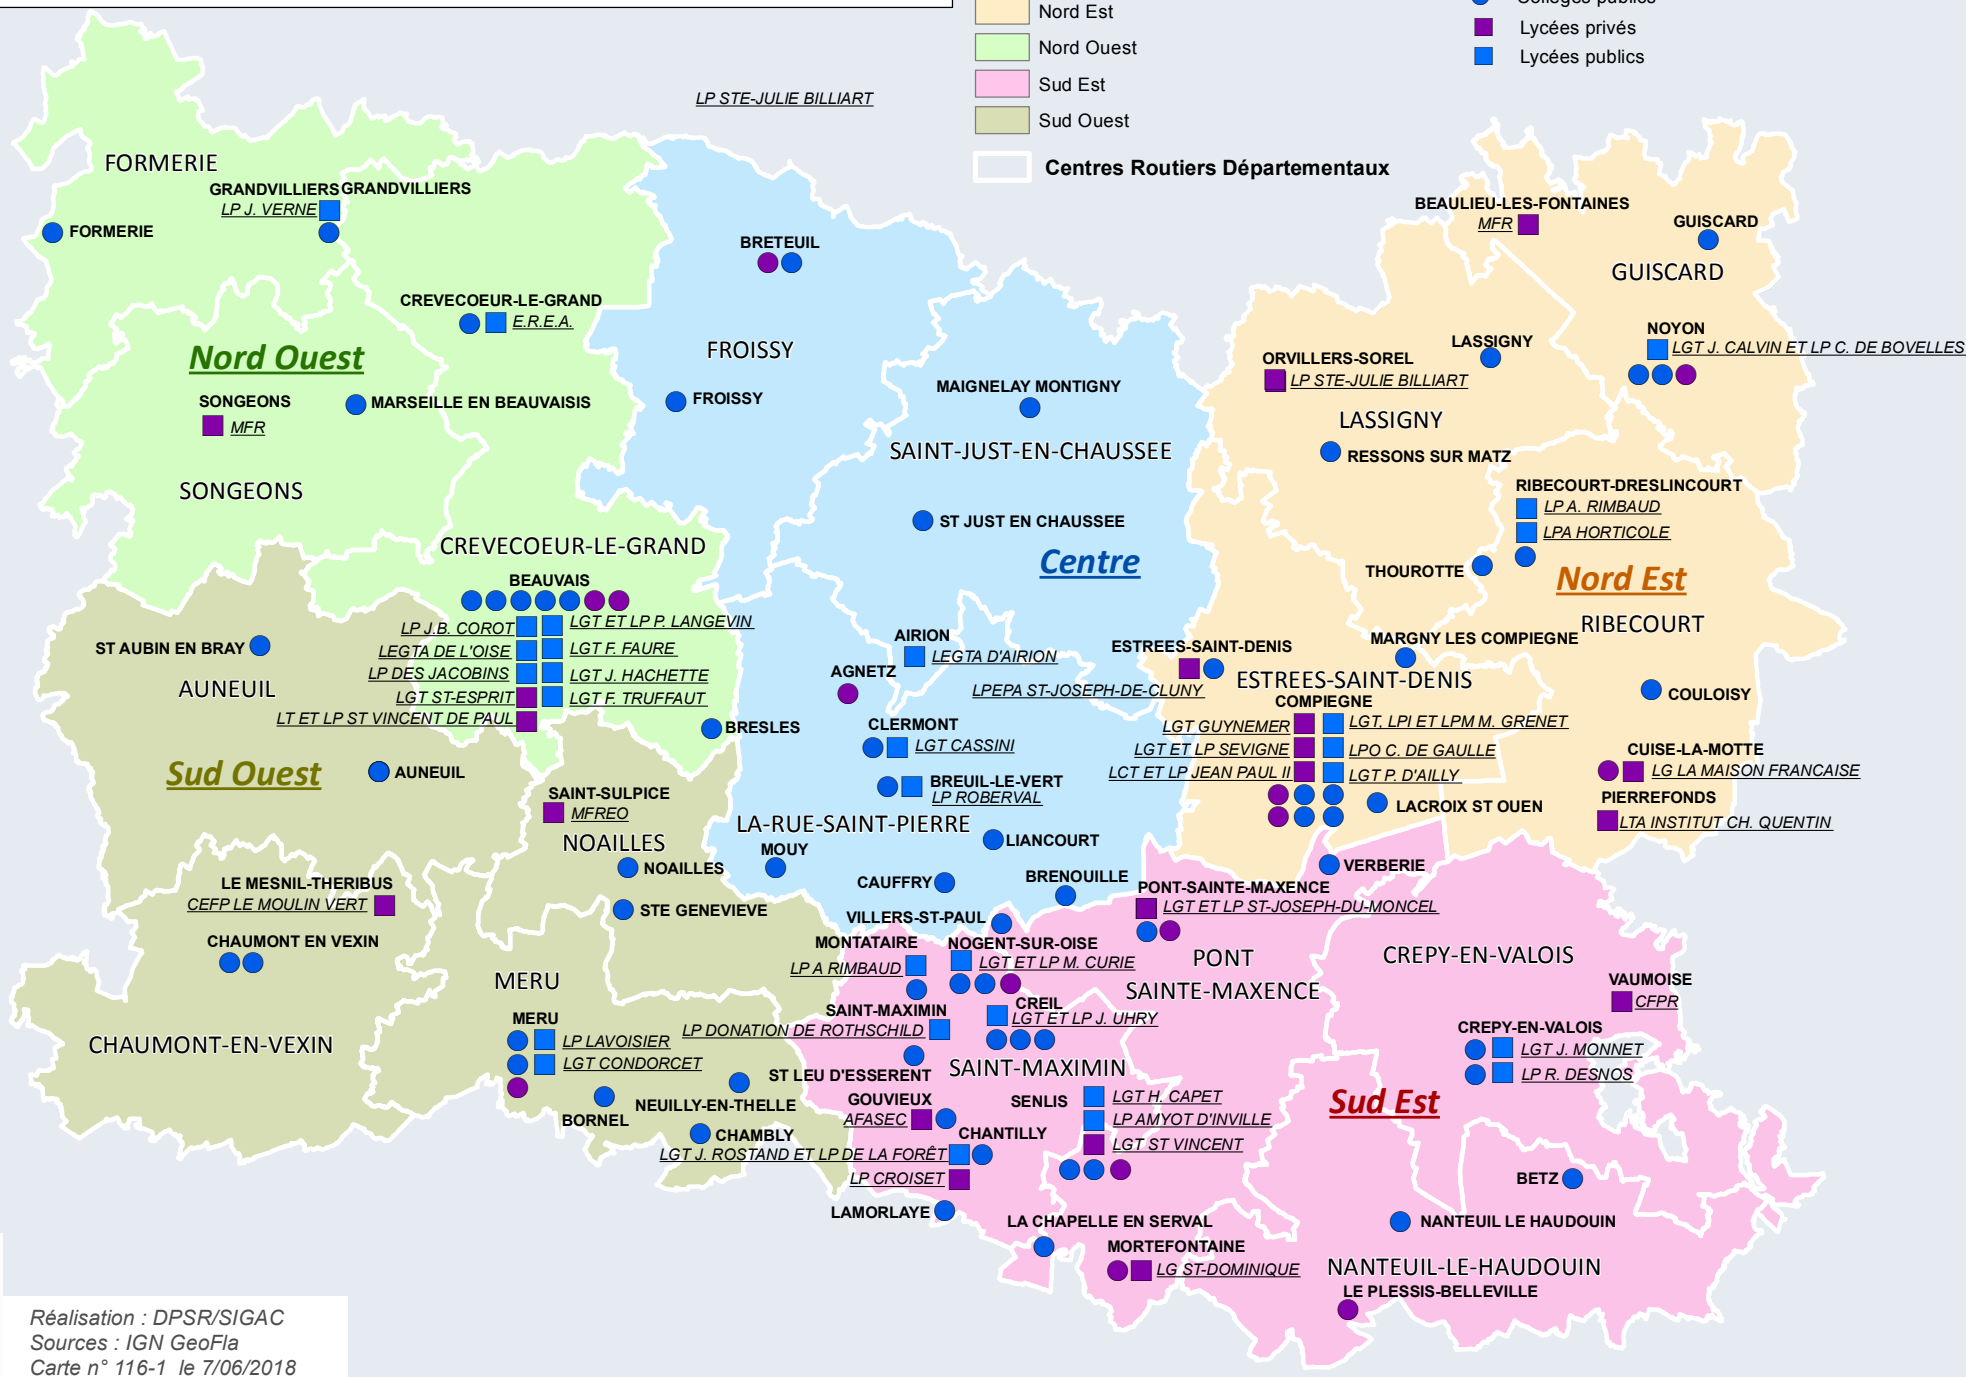 Nord Est
Collèges publics
Lycées privés
Nord Ouest
Lycées publics
Sud Est
LP STE-JULIE BILLIART
Sud Ouest
Centres Routiers Départementaux
FORMERIE
GRANDVILLIERS
GRANDVILLIERS
LP J. VERNE
FORMERIE
BRETEUIL
BEAULIEU-LES-FONTAINES
MFR
GUISCARD
GUISCARD
CREVECOEUR-LE-GRAND
E.R.E.A.
Nord Ouest
FROISSY
NOYON
LGT J. CALVIN ET LP C. DE BOVELLES
LASSIGNY
ORVILLERS-SOREL
LP STE-JULIE BILLIART
MAIGNELAY MONTIGNY
FROISSY
SONGEONS
MFR
MARSEILLE EN BEAUVAISIS
LASSIGNY
SAINT-JUST-EN-CHAUSSEE
RESSONS SUR MATZ
SONGEONS
RIBECOURT-DRESLINCOURT
LP A. RIMBAUD
LPA HORTICOLE
ST JUST EN CHAUSSEE
CREVECOEUR-LE-GRAND
Centre
THOUROTTE
Nord Est
BEAUVAIS
LP J.B. COROT
LGT ET LP P. LANGEVIN
LEGTA DE L'OISE
LGT F. FAURE
LP DES JACOBINS
LGT J. HACHETTE
LGT ST-ESPRIT
LGT F. TRUFFAUT
LT ET LP ST VINCENT DE PAUL
RIBECOURT
ST AUBIN EN BRAY
AIRION
LEGTA D'AIRION
MARGNY LES COMPIEGNE
ESTREES-SAINT-DENIS
LPEPA ST-JOSEPH-DE-CLUNY
AGNETZ
AUNEUIL
ESTREES-SAINT-DENIS
COULOISY
COMPIEGNE
LGT GUYNEMER
LGT, LPI ET LPM M. GRENET
LGT ET LP SEVIGNE
LPO C. DE GAULLE
LCT ET LP JEAN PAUL II
LGT P. D'AILLY
BRESLES
CLERMONT
LGT CASSINI
CUISE-LA-MOTTE
LG LA MAISON FRANCAISE
Sud Ouest
AUNEUIL
BREUIL-LE-VERT
LP ROBERVAL
SAINT-SULPICE
MFREO
PIERREFONDS
LTA INSTITUT CH. QUENTIN
LACROIX ST OUEN
LA-RUE-SAINT-PIERRE
NOAILLES
LIANCOURT
MOUY
NOAILLES
VERBERIE
LE MESNIL-THERIBUS
CEFP LE MOULIN VERT
CAUFFRY
BRENOUILLE
PONT-SAINTE-MAXENCE
LGT ET LP ST-JOSEPH-DU-MONCEL
STE GENEVIEVE
VILLERS-ST-PAUL
CHAUMONT EN VEXIN
MONTATAIRE
LP A RIMBAUD
NOGENT-SUR-OISE
LGT ET LP M. CURIE
PONT
SAINTE-MAXENCE
CREPY-EN-VALOIS
MERU
VAUMOISE
CFPR
SAINT-MAXIMIN
LP DONATION DE ROTHSCHILD
CREIL
LGT ET LP J. UHRY
MERU
LP LAVOISIER
LGT CONDORCET
CREPY-EN-VALOIS
LGT J. MONNET
LP R. DESNOS
CHAUMONT-EN-VEXIN
SAINT-MAXIMIN
ST LEU D'ESSERENT
GOUVIEUX
AFASEC
SENLIS
LGT H. CAPET
LP AMYOT D'INVILLE
LGT ST VINCENT
Sud Est
NEUILLY-EN-THELLE
BORNEL
CHAMBLY
CHANTILLY
LGT J. ROSTAND ET LP DE LA FORÊT
LP CROISET
BETZ
LAMORLAYE
LA CHAPELLE EN SERVAL
NANTEUIL LE HAUDOUIN
MORTEFONTAINE
LG ST-DOMINIQUE
NANTEUIL-LE-HAUDOUIN
LE PLESSIS-BELLEVILLE
Réalisation : DPSR/SIGAC
Sources : IGN GeoFla
Carte n° 116-1 le 7/06/2018